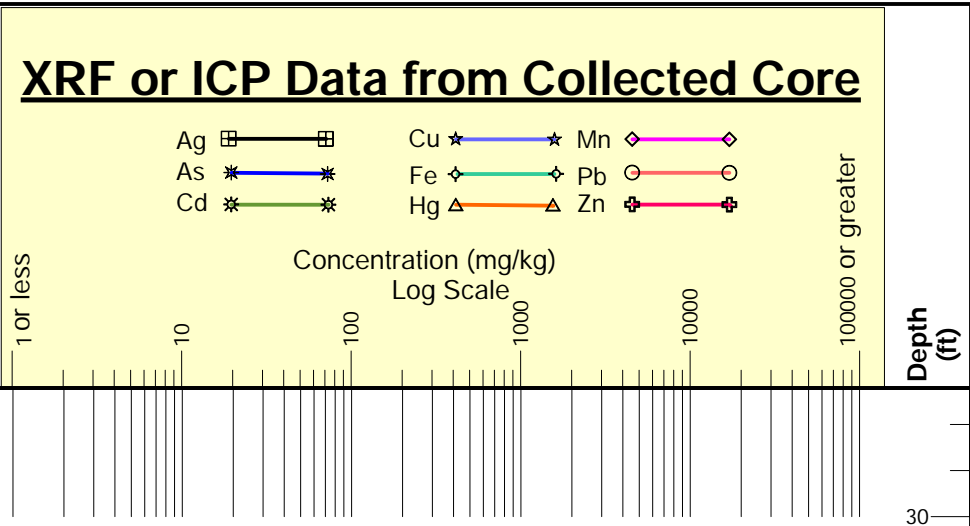 XRF or ICP Data from Collected Core
Ag Cu Mn
As Fe Pb
Cd Hg Zn
Concentration (mg/kg)
Log Scale
1 or less 10 100 1000 10000 100000 or greater
Depth
(ft)
30